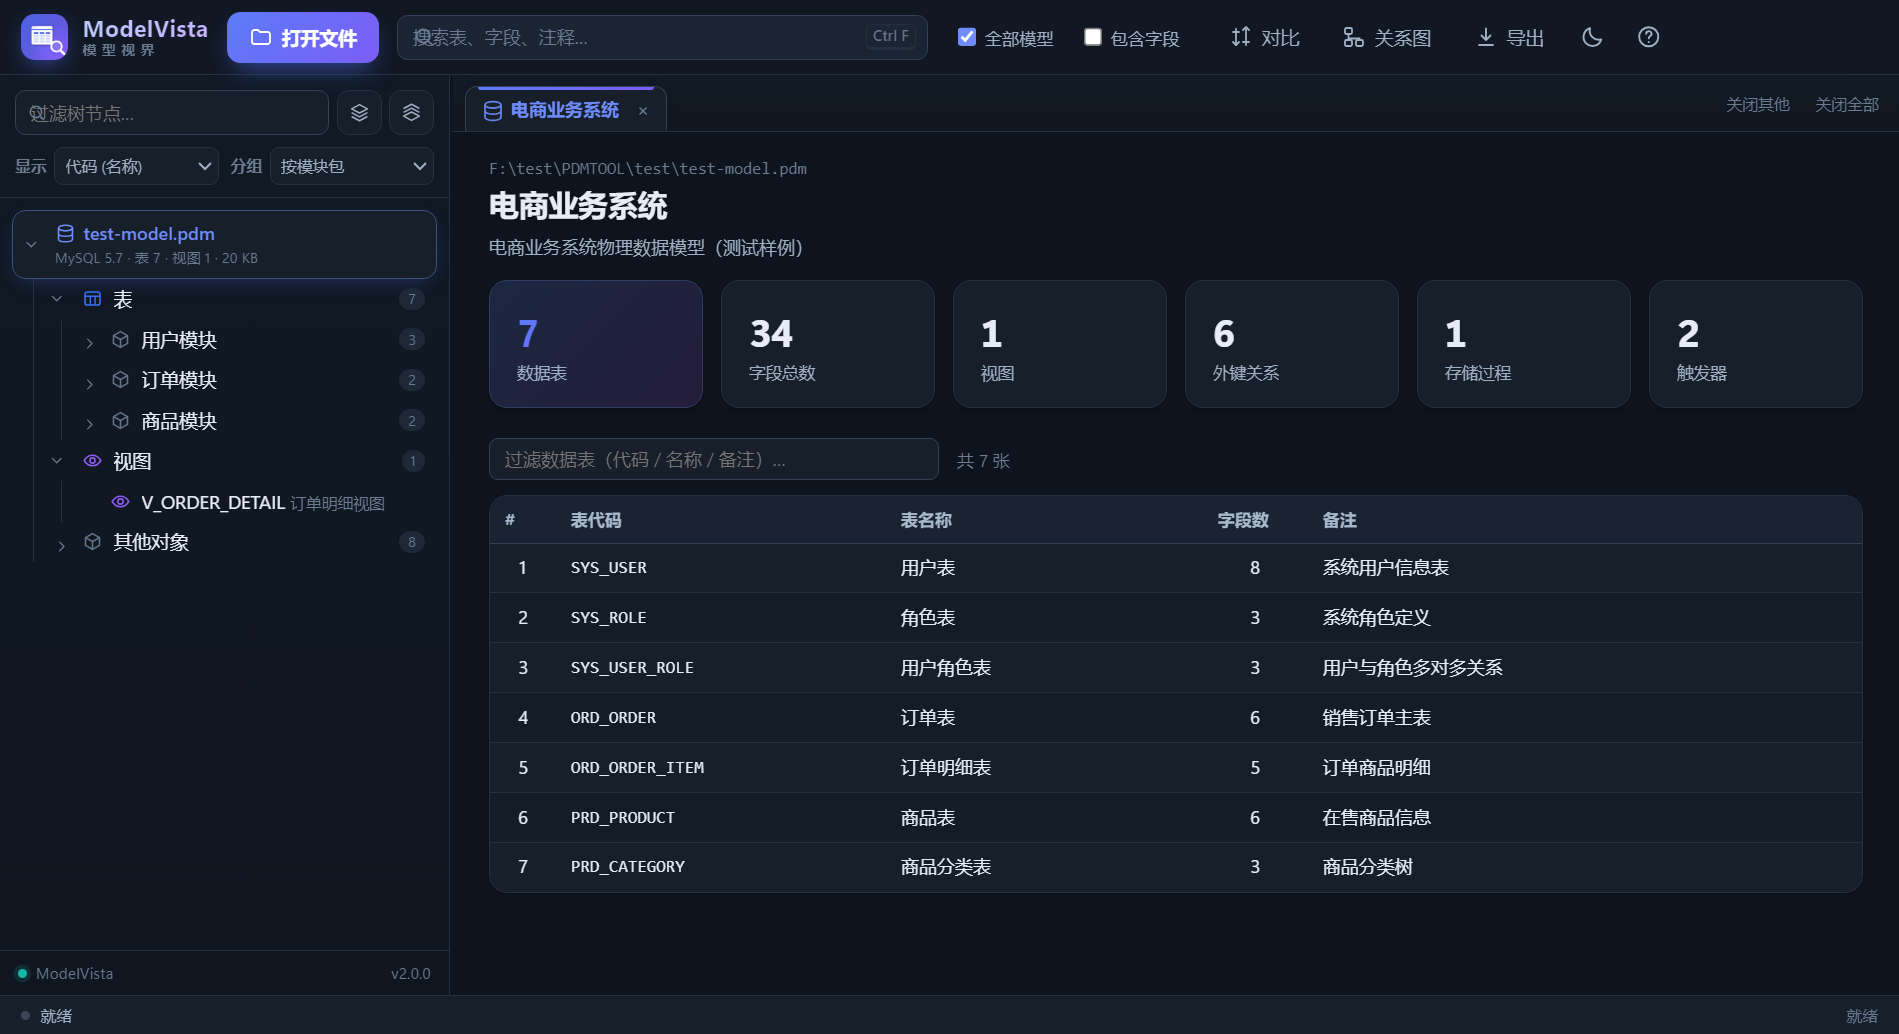 ModelVista
模型视界
打开文件
搜索表、字段、注释...
Ctrl F
全部模型
包含字段
对比
关系图
导出
过滤树节点...
显示
代码 (名称)
分组
按模块包
test-model.pdm
MySQL 5.7 · 表 7 · 视图 1 · 20 KB
表
7
用户模块
3
订单模块
2
商品模块
2
视图
1
V_ORDER_DETAIL 订单明细视图
其他对象
8
ModelVista
v2.0.0
电商业务系统
×
关闭其他
关闭全部
F:\test\PDMTOOL\test\test-model.pdm
电商业务系统
电商业务系统物理数据模型（测试样例）
7
数据表
34
字段总数
1
视图
6
外键关系
1
存储过程
2
触发器
过滤数据表（代码 / 名称 / 备注）...
共 7 张
# 表代码 表名称 字段数 备注
1 SYS_USER 用户表 8 系统用户信息表
2 SYS_ROLE 角色表 3 系统角色定义
3 SYS_USER_ROLE 用户角色表 3 用户与角色多对多关系
4 ORD_ORDER 订单表 6 销售订单主表
5 ORD_ORDER_ITEM 订单明细表 5 订单商品明细
6 PRD_PRODUCT 商品表 6 在售商品信息
7 PRD_CATEGORY 商品分类表 3 商品分类树
就绪
就绪